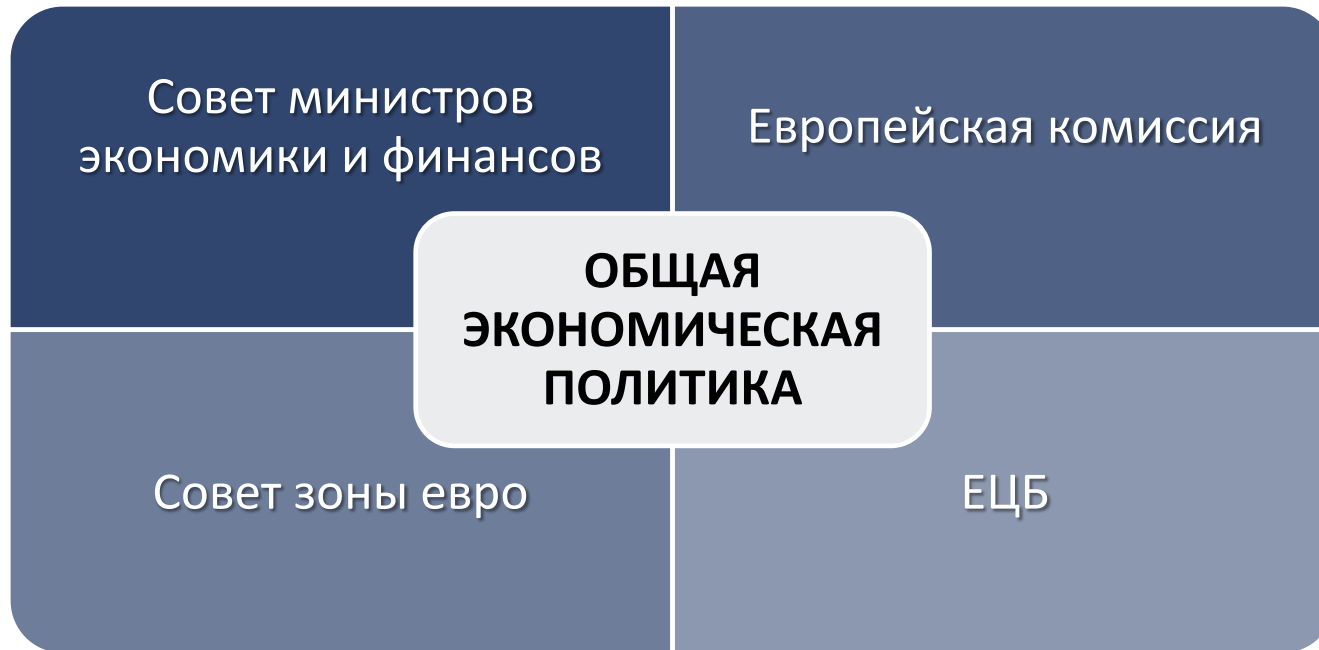 Совет министров
экономики и финансов
Европейская комиссия
ОБЩАЯ
ЭКОНОМИЧЕСКАЯ
ПОЛИТИКА
Совет зоны евро
ЕЦБ